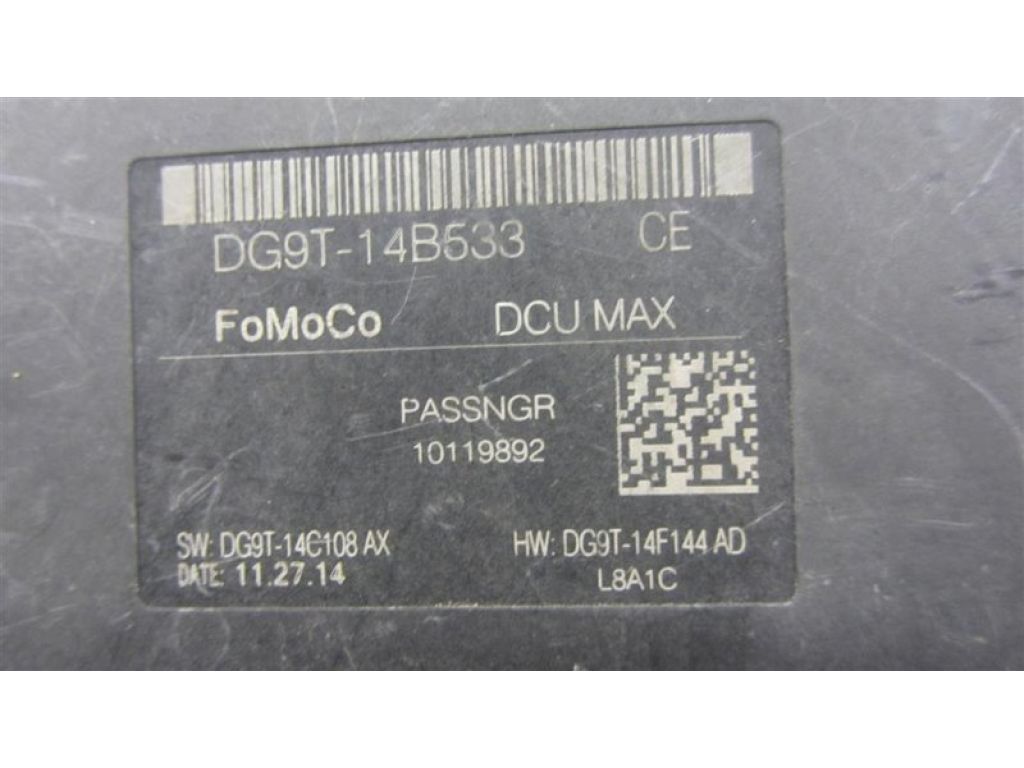 DG9T-14B533 CE
FoMoCo DCU MAX
PASSNGR
10119892
SW: DG9T-14C108 AX HW: DG9T-14F144 AD
DATE: 11.27.14 L8A1C